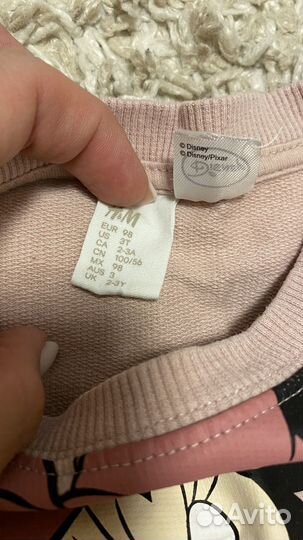 © Disney
© Disney/Pixar
Disney
H&M
EUR 98
US 3T
CA 2-3A
CN 100/56
MX 98
AUS 3
UK 2-3Y
Avito